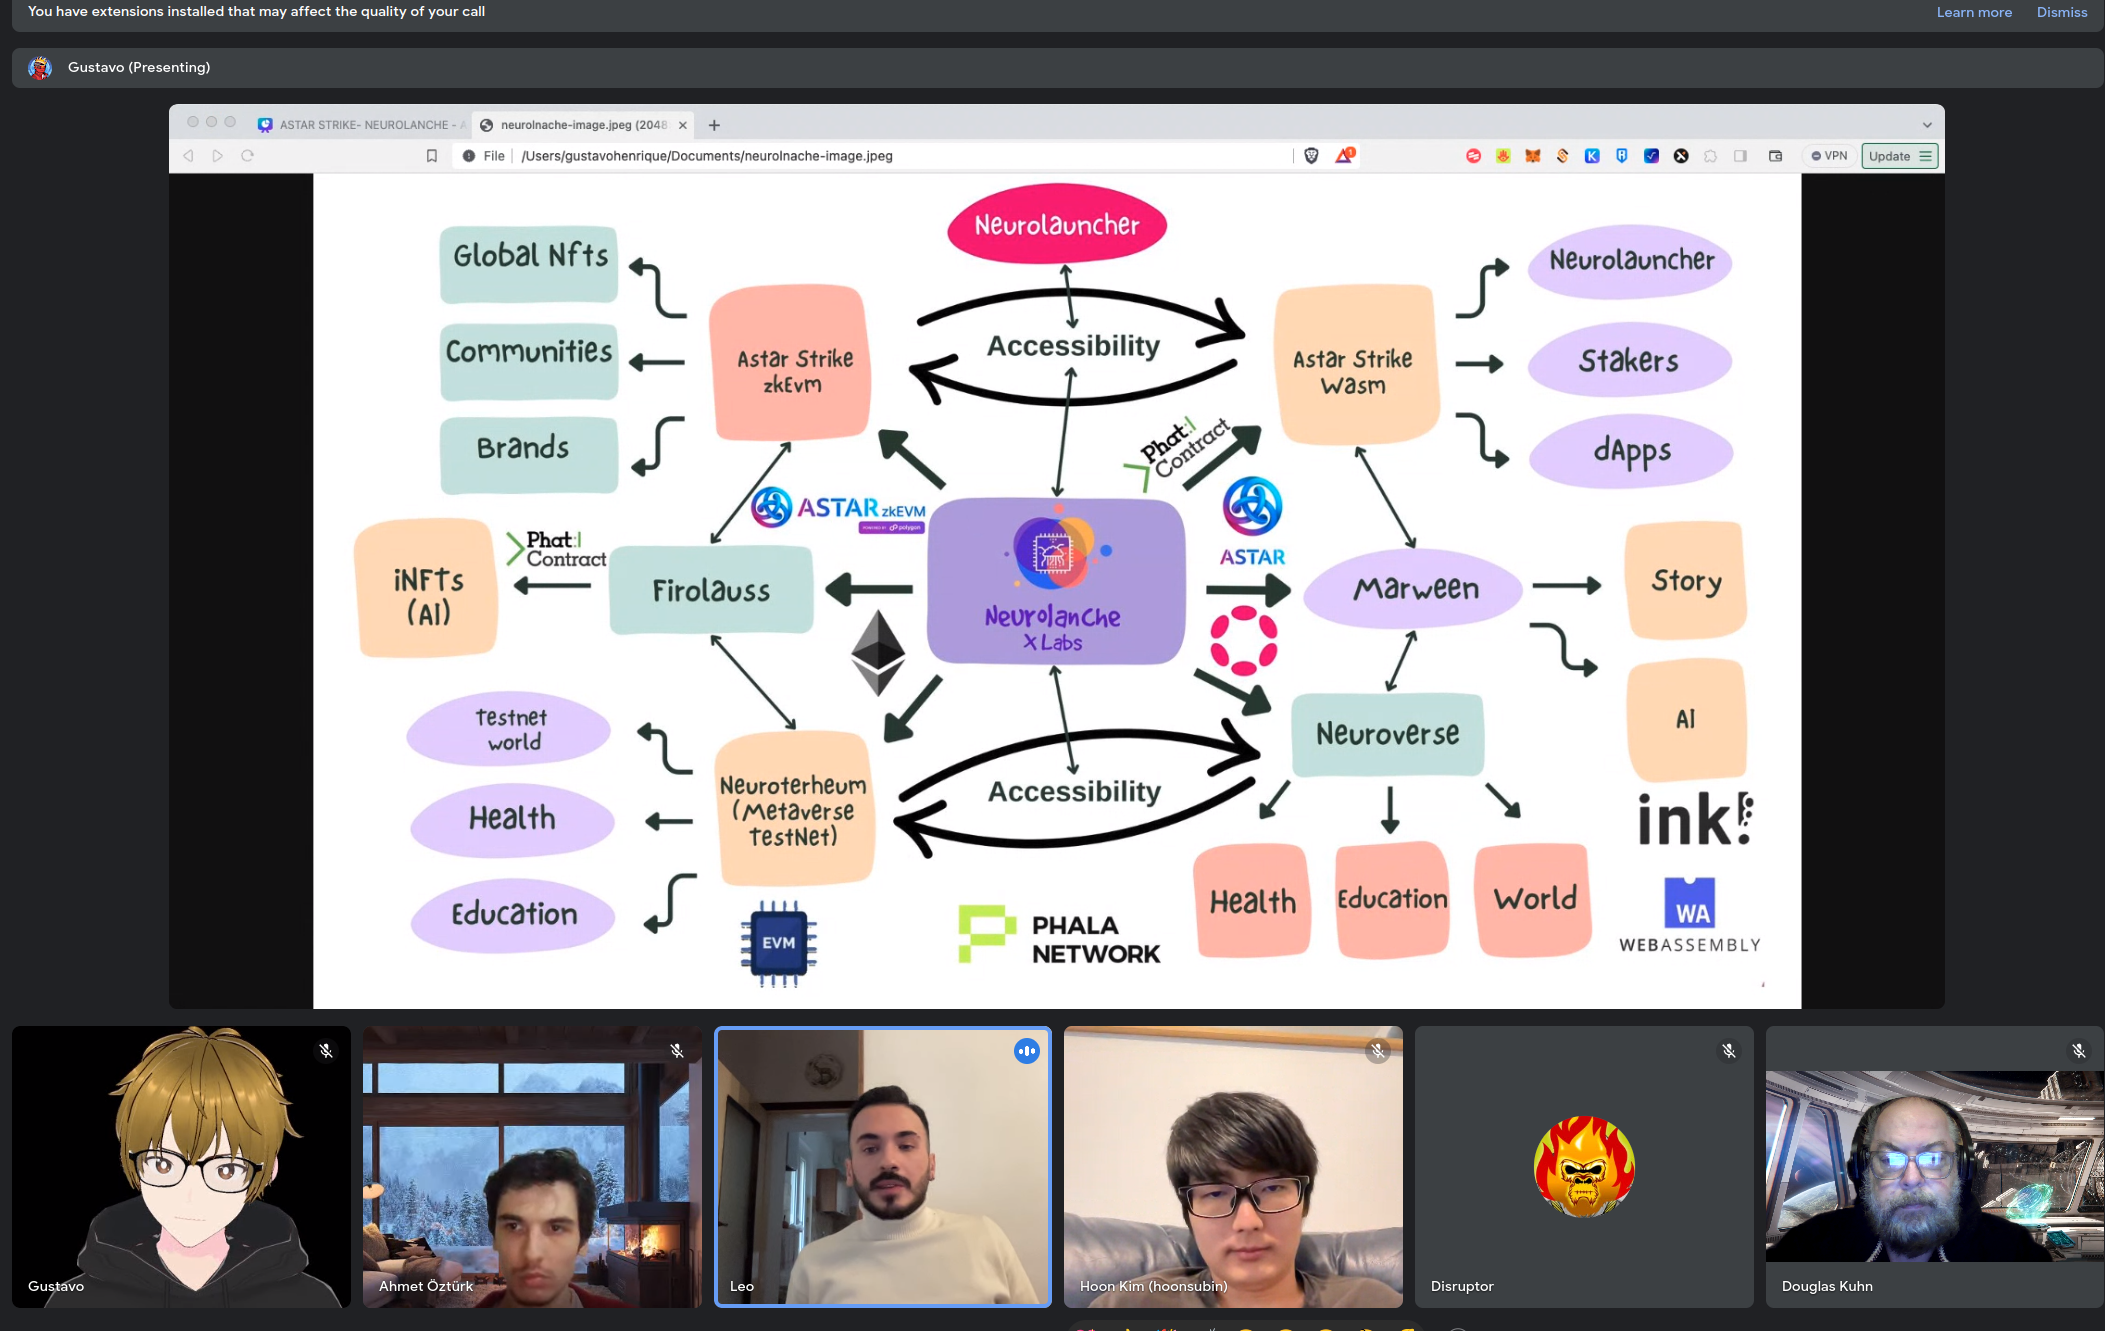 You have extensions installed that may affect the quality of your call
Learn more
Dismiss
Gustavo (Presenting)
ASTAR STRIKE- NEUROLANCHE - A
neurolnache-image.jpeg (2048
File
/Users/gustavohenrique/Documents/neurolnache-image.jpeg
VPN
Update
Neurolauncher
Global Nfts
Communities
Brands
Astar Strike
zkEvm
Accessibility
Astar Strike
Wasm
Neurolauncher
Stakers
dApps
Phat
Contract
ASTAR zkEVM
POWERED BY polygon
ASTAR
iNFTs
(AI)
Phat
Contract
Firolauss
Neurolanche
X Labs
Marween
Story
AI
Testnet
world
Health
Education
Neuroterheum
(Metaverse
TestNet)
Accessibility
Neuroverse
Health
Education
World
EVM
PHALA
NETWORK
ink!
WA
WEBASSEMBLY
Gustavo
Ahmet Öztürk
Leo
Hoon Kim (hoonsubin)
Disruptor
Douglas Kuhn